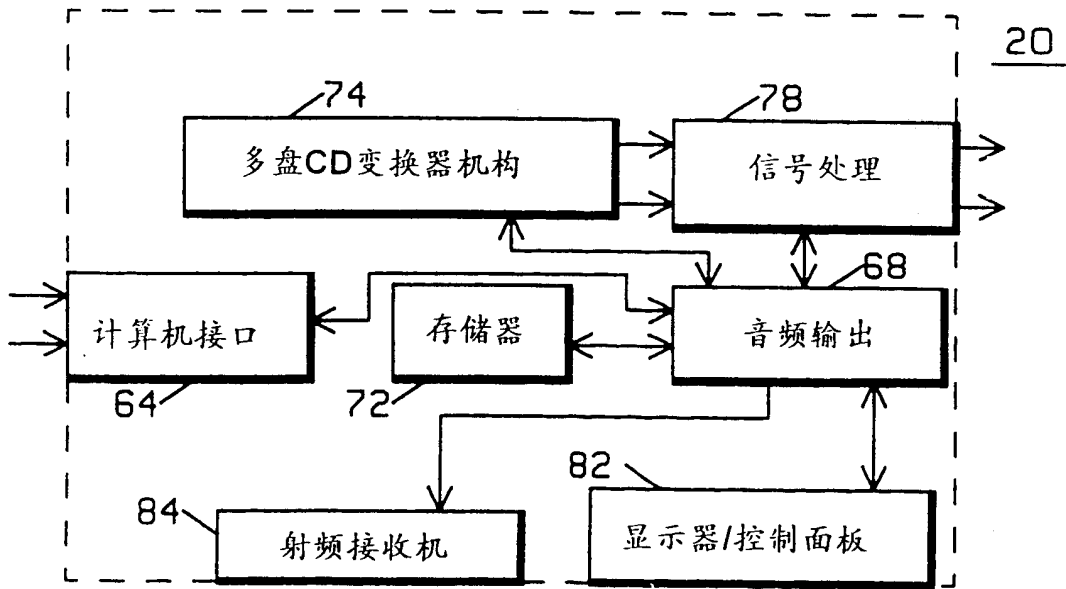 20
74
78
多盘CD变换器机构
信号处理
68
计算机接口
存储器
音频输出
64
72
82
84
射频接收机
显示器/控制面板